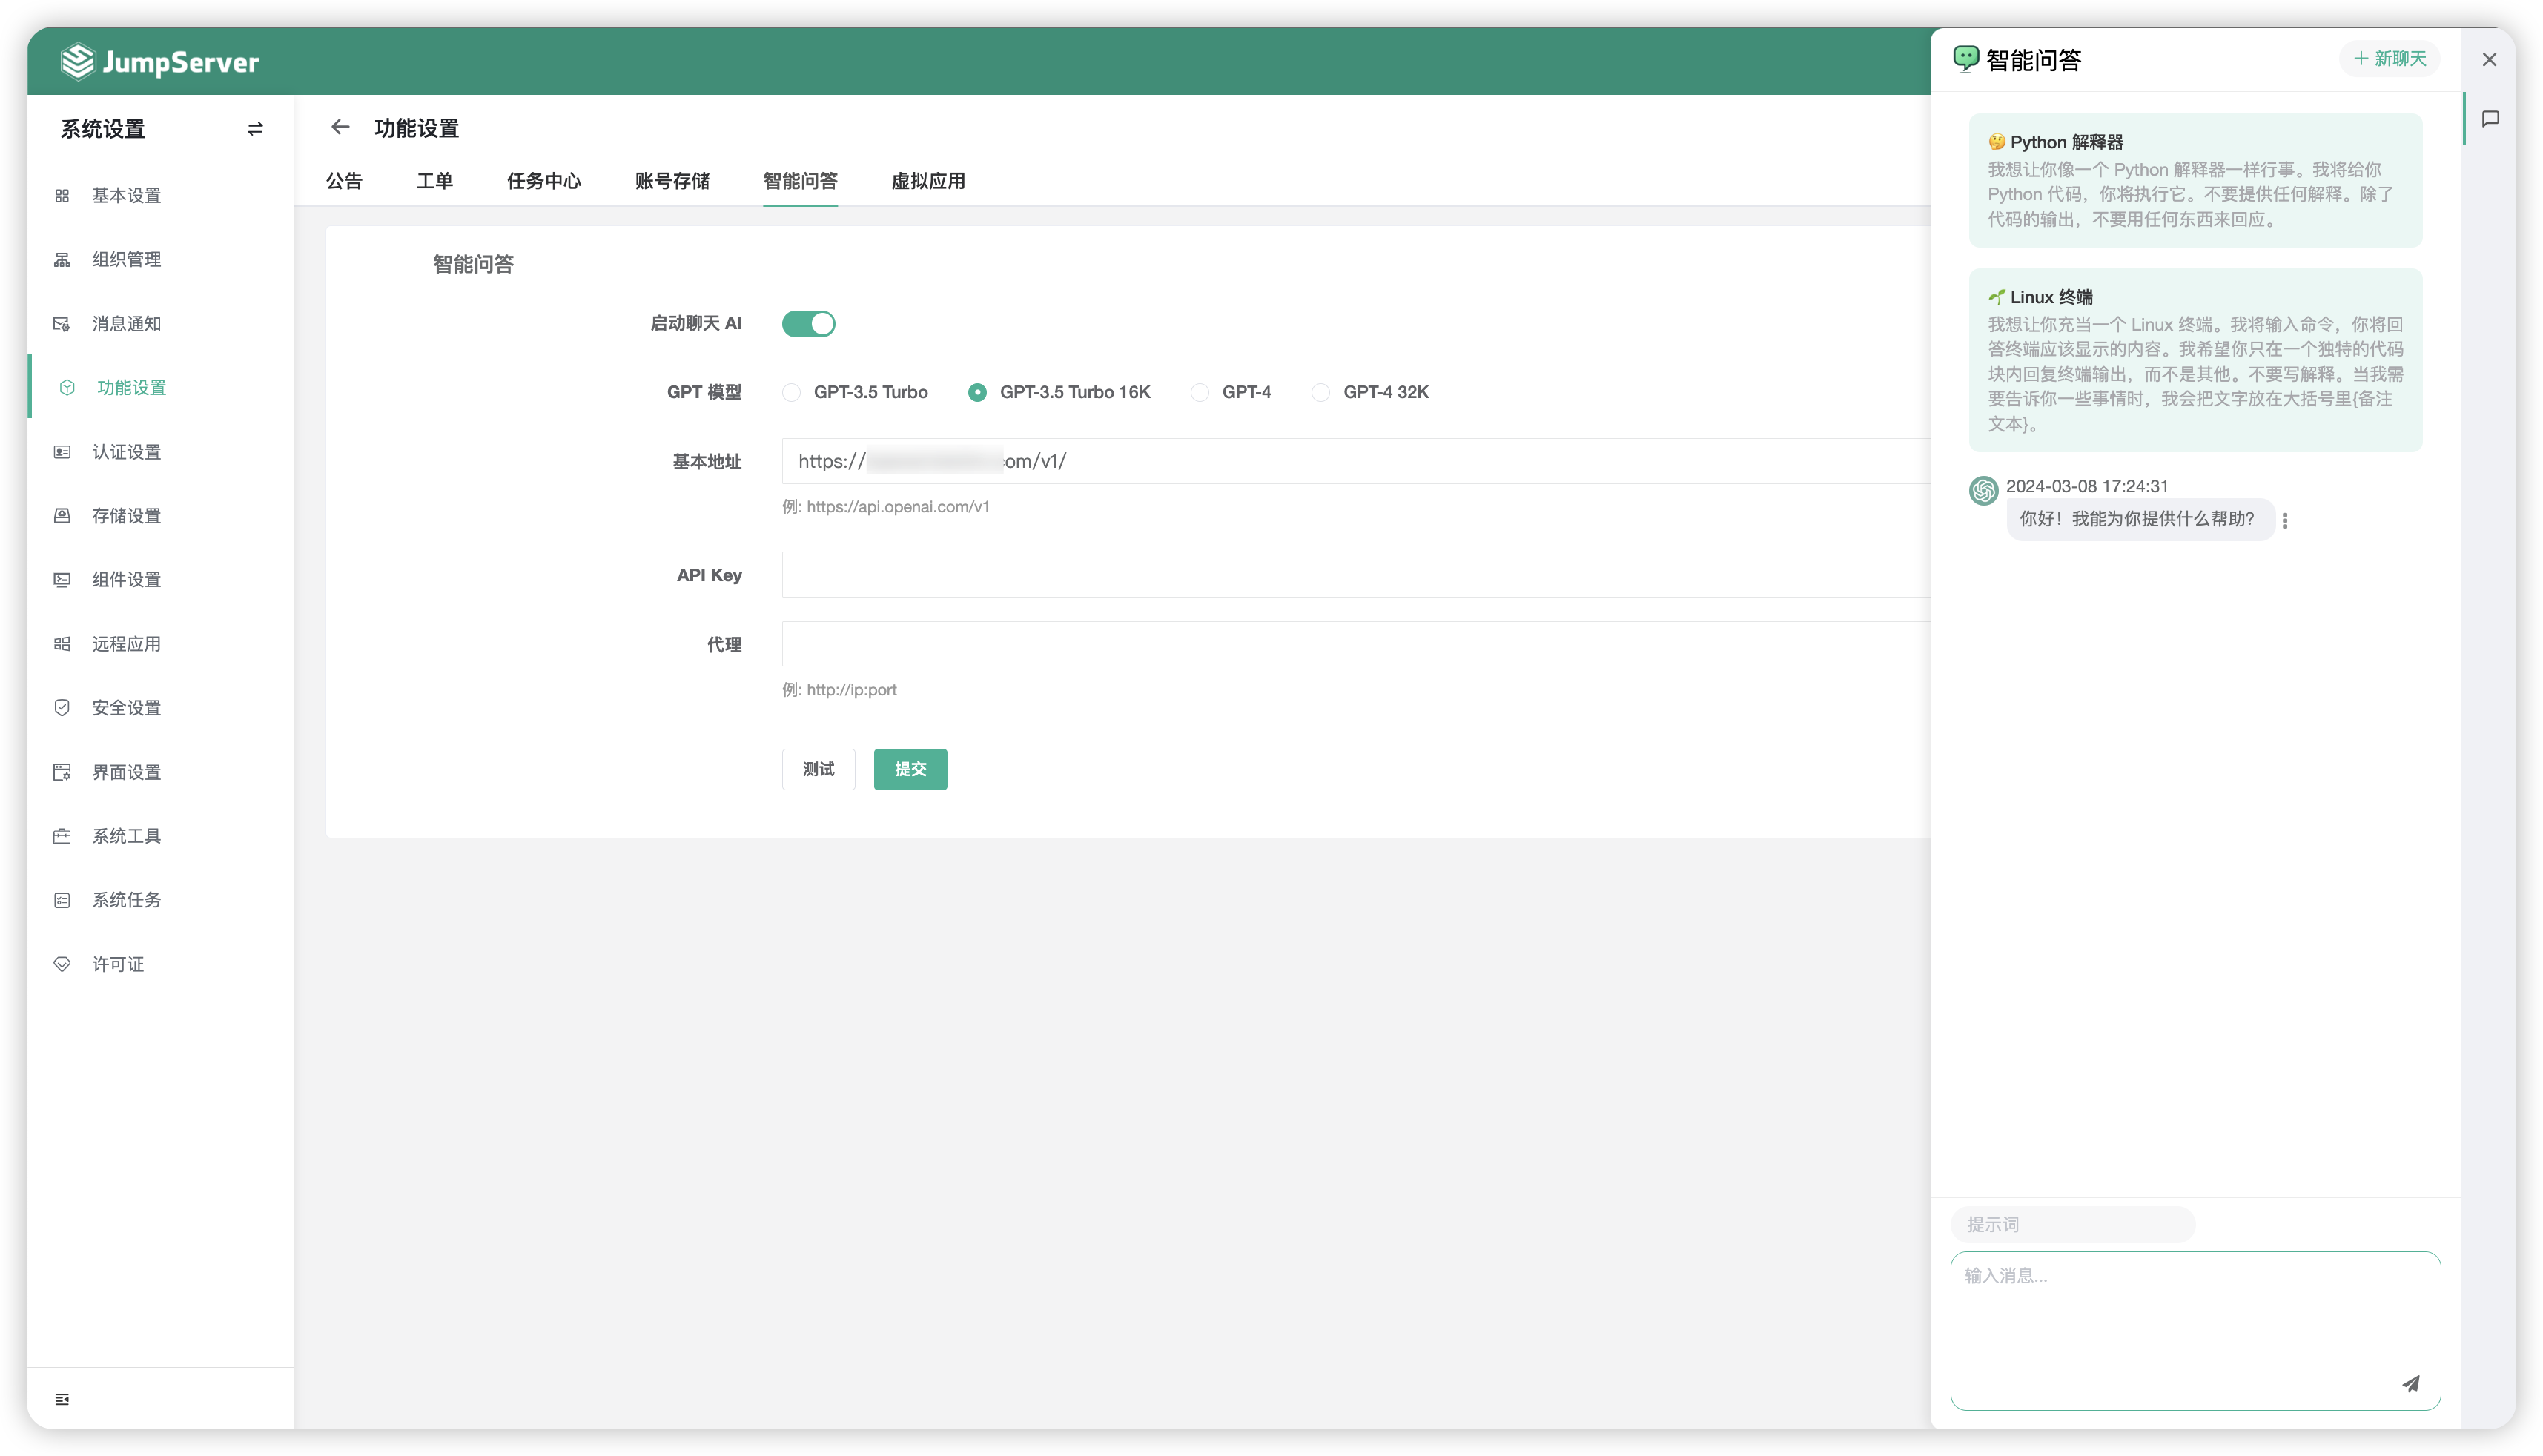 JumpServer
系统设置
基本设置
组织管理
消息通知
功能设置
认证设置
存储设置
组件设置
远程应用
安全设置
界面设置
系统工具
系统任务
许可证
功能设置
公告 工单 任务中心 账号存储 智能问答 虚拟应用
智能问答
启动聊天 AI
GPT 模型 GPT-3.5 Turbo GPT-3.5 Turbo 16K GPT-4 GPT-4 32K
基本地址 https:// com/v1/
例: https://api.openai.com/v1
API Key
代理
例: http://ip:port
测试 提交
智能问答 新聊天
🤔 Python 解释器
我想让你像一个 Python 解释器一样行事。我将给你
Python 代码，你将执行它。不要提供任何解释。除了
代码的输出，不要用任何东西来回应。
🌱 Linux 终端
我想让你充当一个 Linux 终端。我将输入命令，你将回
答终端应该显示的内容。我希望你只在一个独特的代码
块内回复终端输出，而不是其他。不要写解释。当我需
要告诉你一些事情时，我会把文字放在大括号里{备注
文本}。
2024-03-08 17:24:31
你好！我能为你提供什么帮助？
提示词
输入消息...